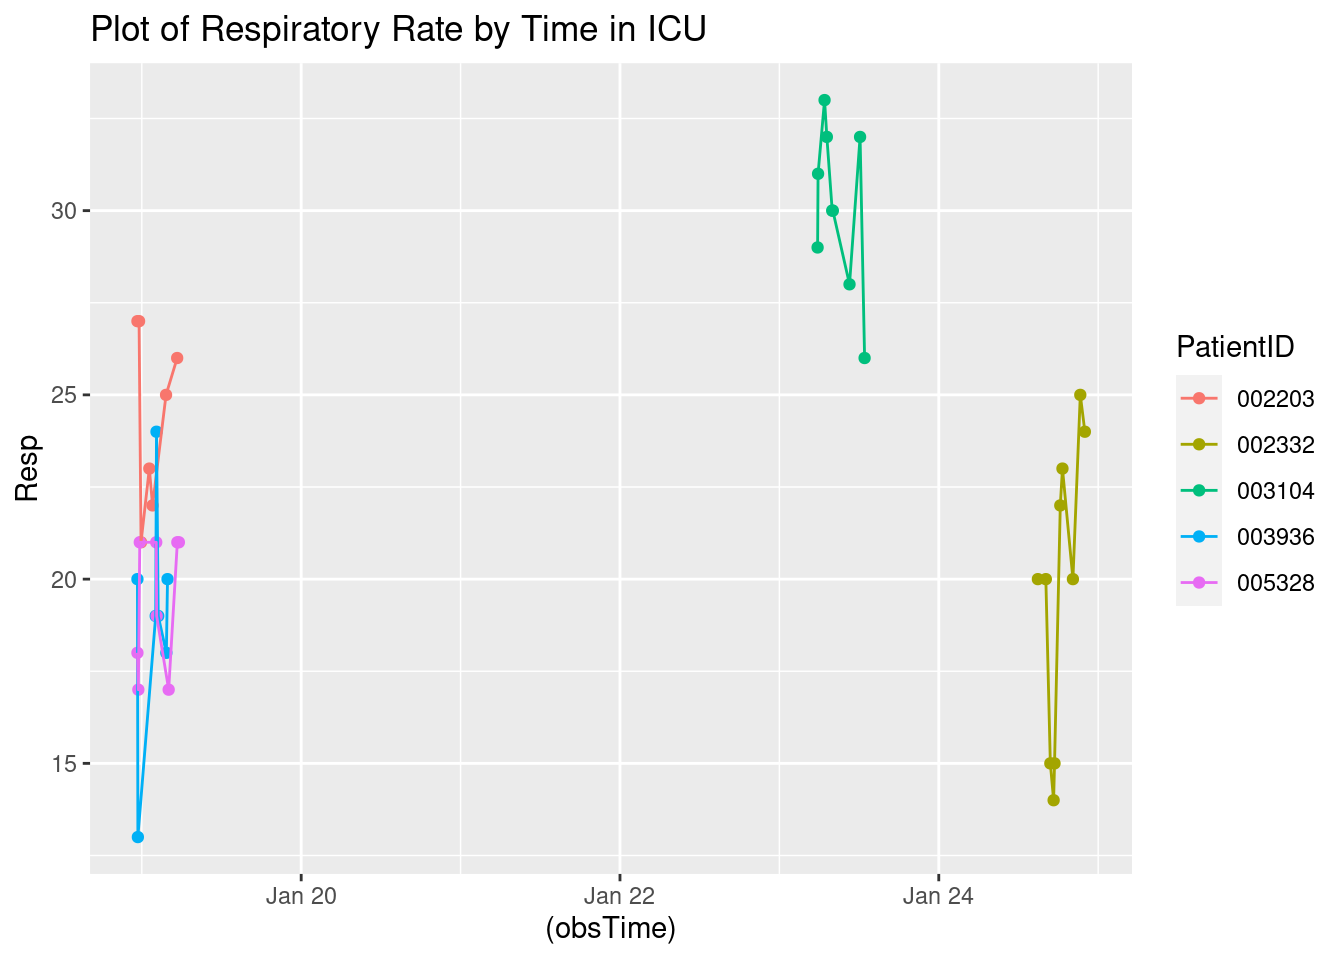 Plot of Respiratory Rate by Time in ICU
Resp
30
25
20
15
Jan 20
Jan 22
Jan 24
(obsTime)
PatientID
002203
002332
003104
003936
005328